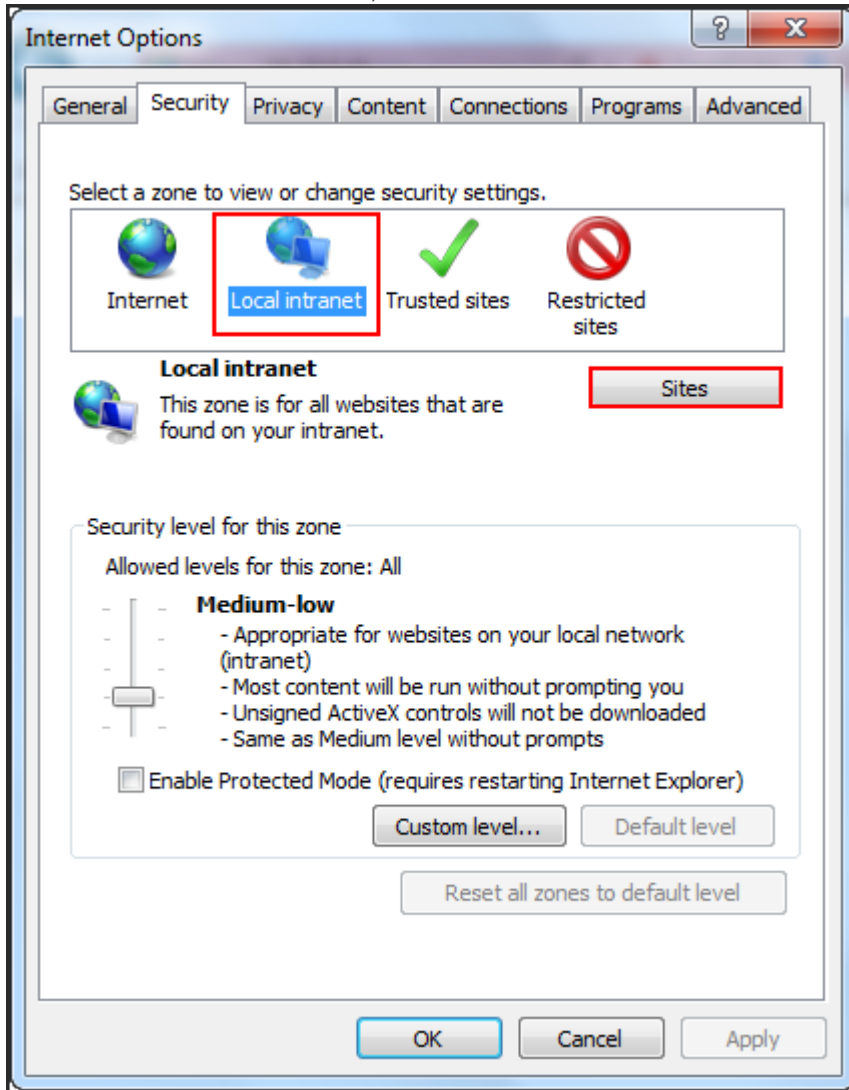 Internet Options
General Security Privacy Content Connections Programs Advanced
Select a zone to view or change security settings.
Internet Local intranet Trusted sites Restricted
sites
Local intranet
Sites
This zone is for all websites that are
found on your intranet.
Security level for this zone
Allowed levels for this zone: All
Medium-low
- Appropriate for websites on your local network
(intranet)
- Most content will be run without prompting you
- Unsigned ActiveX controls will not be downloaded
- Same as Medium level without prompts
Enable Protected Mode (requires restarting Internet Explorer)
Custom level... Default level
Reset all zones to default level
OK Cancel Apply